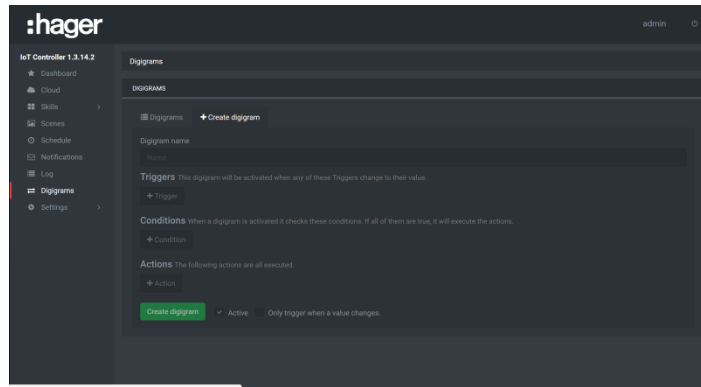 :hager
admin
IoT Controller 1.3.14.2
Dashboard
Cloud
Skills
Scenes
Schedule
Notifications
Log
Digigrams
Settings
Digigrams
DIGIGRAMS
Digigrams
+ Create digigram
Digigram name
Name
Triggers This digigram will be activated when any of these Triggers change to their value.
+ Trigger
Conditions When a digigram is activated it checks these conditions. If all of them are true, it will execute the actions.
+ Condition
Actions The following actions are all executed.
+ Action
Create digigram
Active
Only trigger when a value changes.